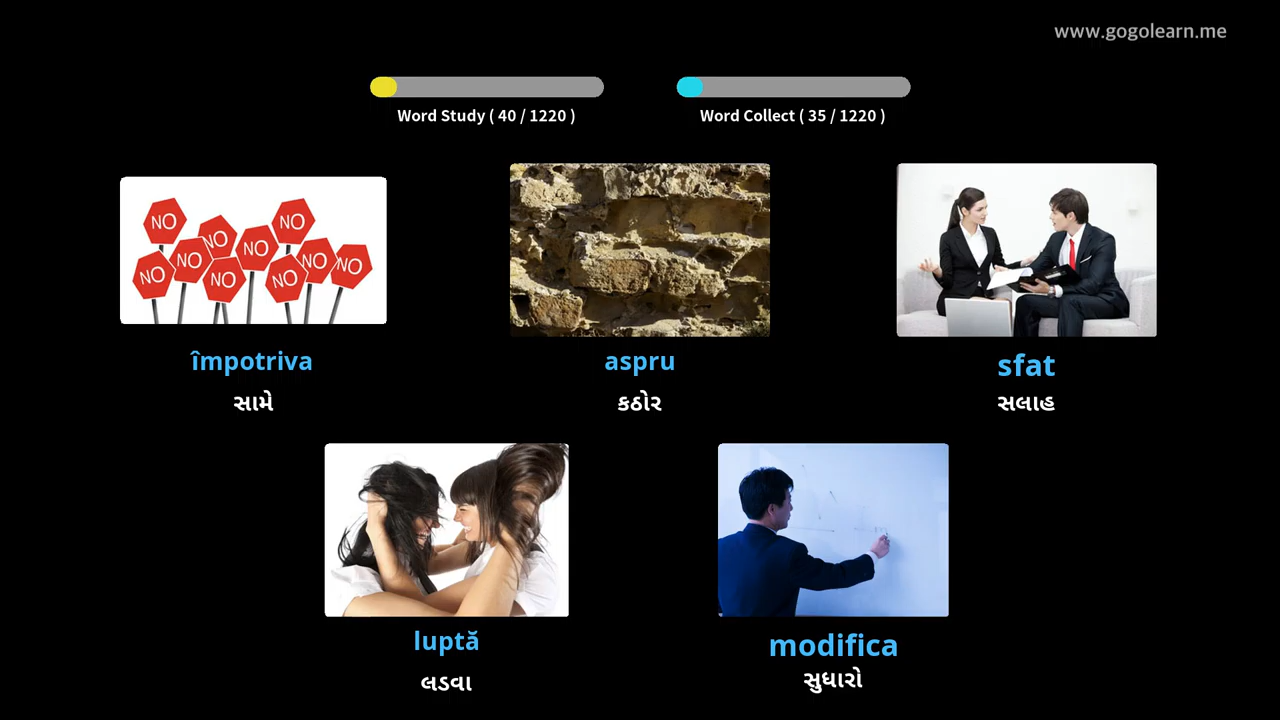 www.gogolearn.me
Word Study ( 40 / 1220 )
Word Collect ( 35 / 1220 )
NO NO NO NO NO NO NO NO NO NO
împotriva
aspru
sfat
સામે
કઠોર
સલાહ
luptă
modifica
લડવા
સુધારો